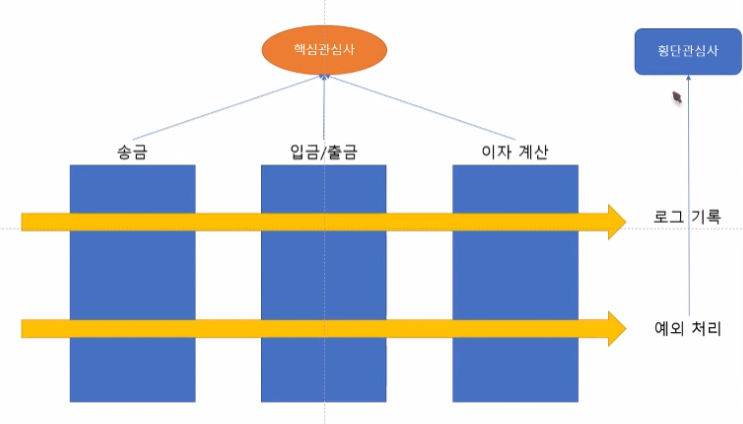 핵심관심사
횡단관심사
송금
입금/출금
이자 계산
로그 기록
예외 처리